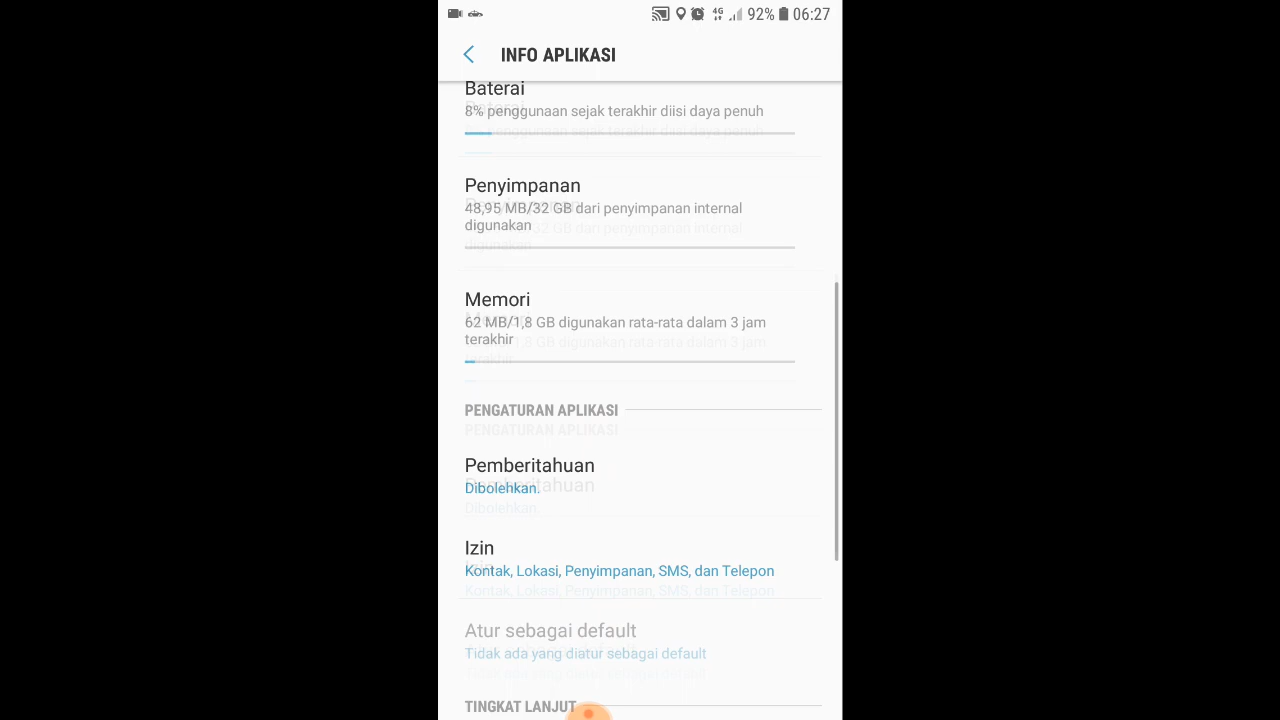 4G 92% 06:27
INFO APLIKASI
Baterai
8% penggunaan sejak terakhir diisi daya penuh
Penyimpanan
48,95 MB/32 GB dari penyimpanan internal
digunakan
Memori
62 MB/1,8 GB digunakan rata-rata dalam 3 jam
terakhir
PENGATURAN APLIKASI
Pemberitahuan
Dibolehkan.
Izin
Kontak, Lokasi, Penyimpanan, SMS, dan Telepon
Atur sebagai default
Tidak ada yang diatur sebagai default
TINGKAT LANJUT